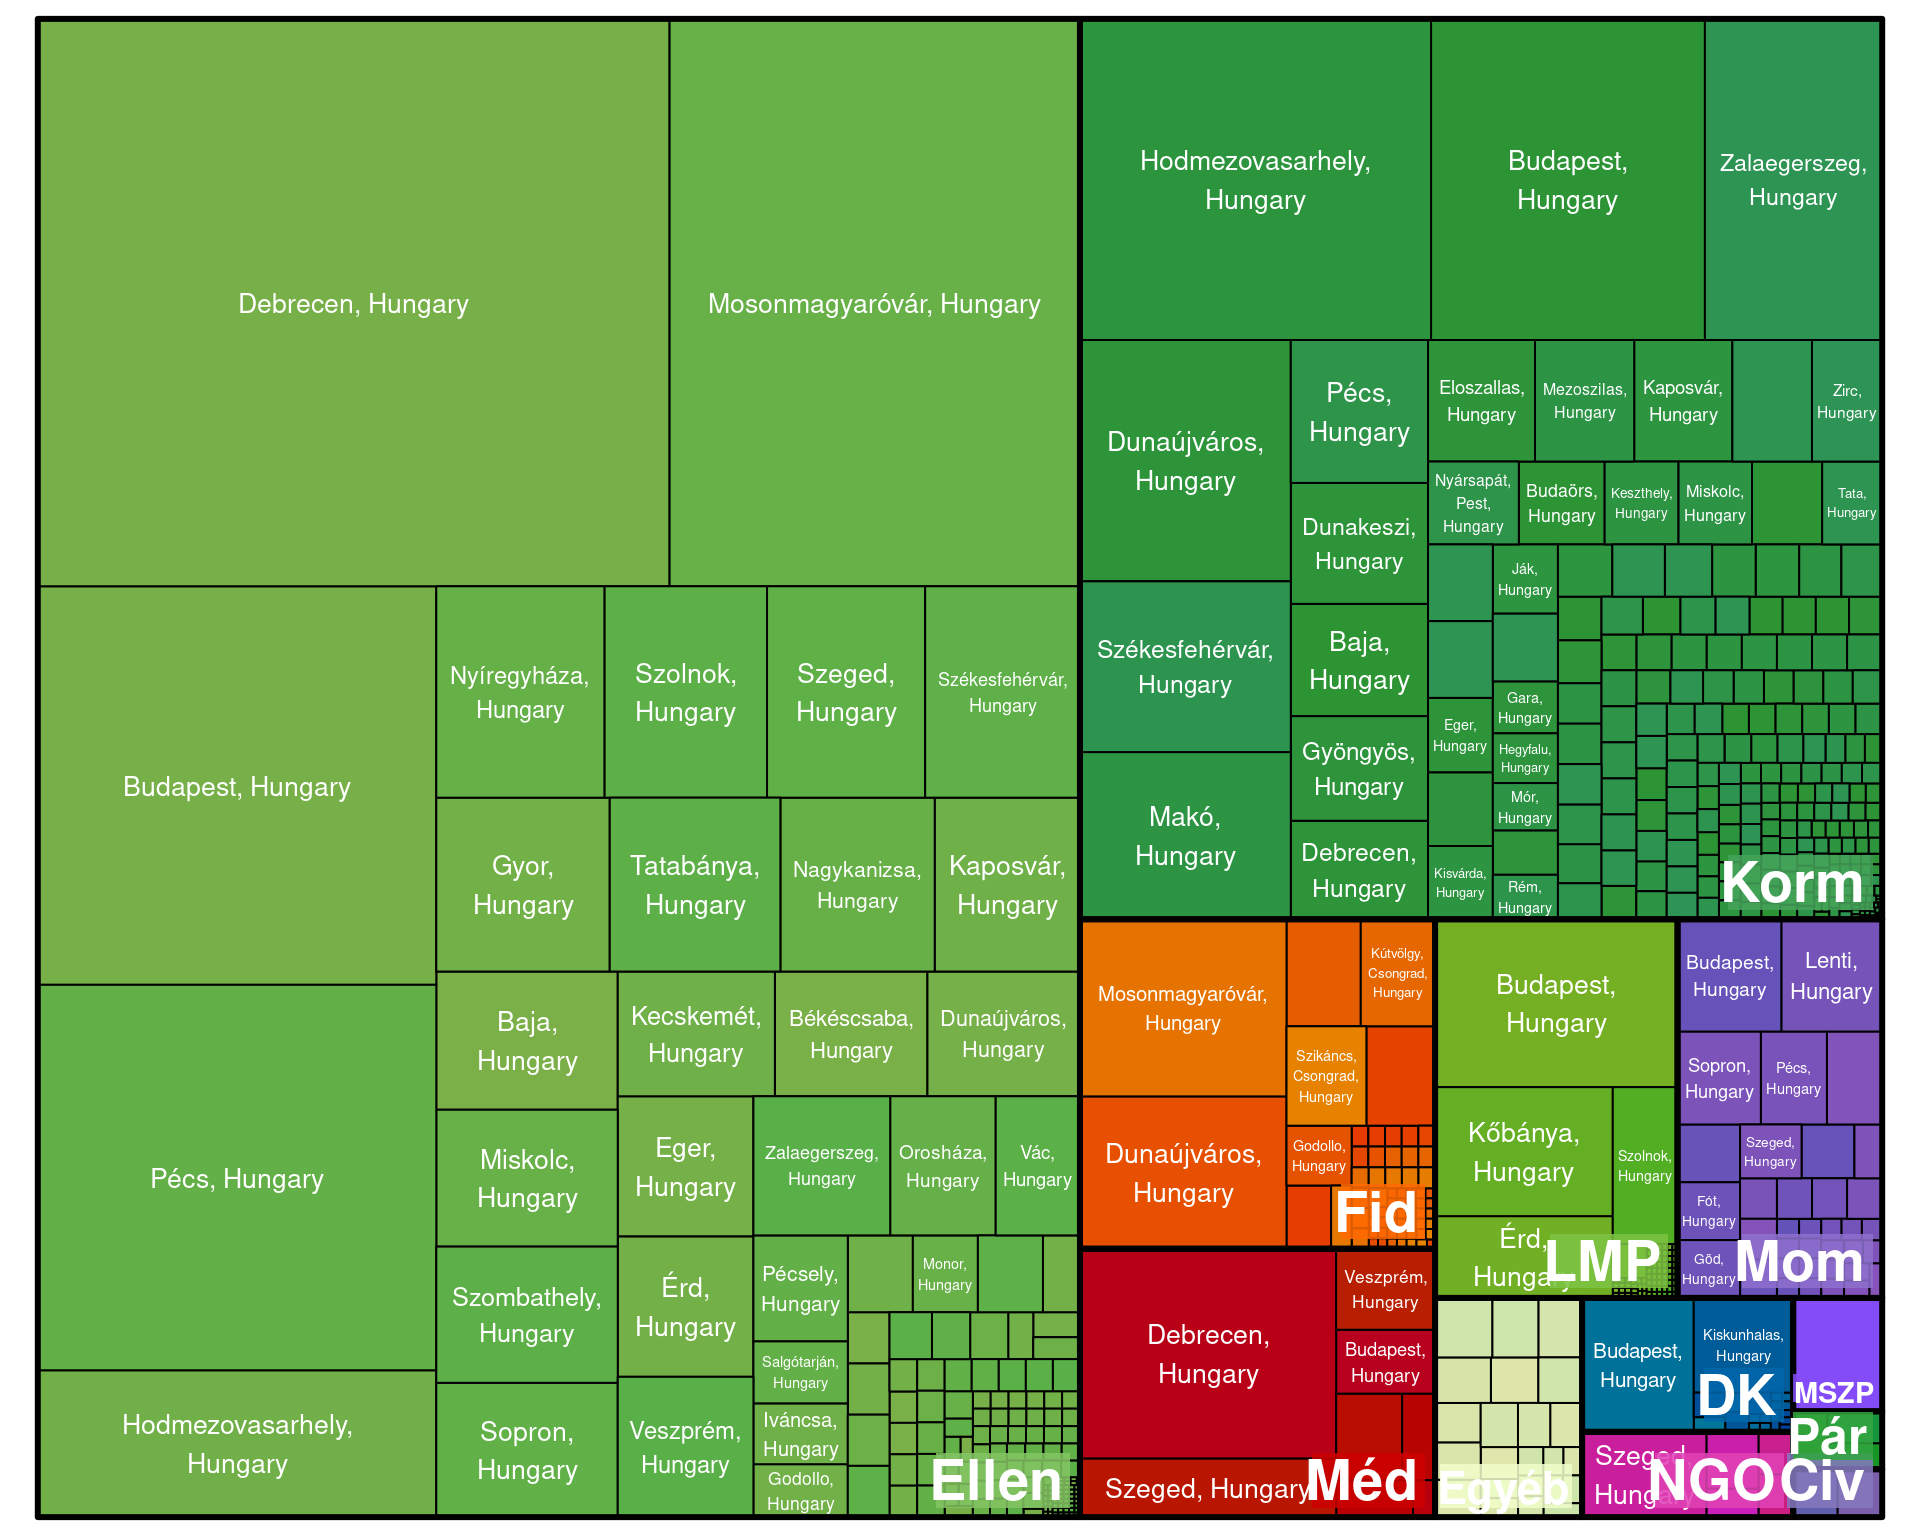 Debrecen, Hungary
Mosonmagyaróvár, Hungary
Budapest, Hungary
Nyíregyháza,
Hungary
Szolnok,
Hungary
Szeged,
Hungary
Székesfehérvár,
Hungary
Gyor,
Hungary
Tatabánya,
Hungary
Nagykanizsa,
Hungary
Kaposvár,
Hungary
Pécs, Hungary
Baja,
Hungary
Kecskemét,
Hungary
Békéscsaba,
Hungary
Dunaújváros,
Hungary
Miskolc,
Hungary
Eger,
Hungary
Zalaegerszeg,
Hungary
Orosháza,
Hungary
Vác,
Hungary
Szombathely,
Hungary
Érd,
Hungary
Pécsely,
Hungary
Monor,
Hungary
Salgótarján,
Hungary
Hodmezovasarhely,
Hungary
Sopron,
Hungary
Veszprém,
Hungary
Iváncsa,
Hungary
Godollo,
Hungary
Ellen
Hodmezovasarhely,
Hungary
Budapest,
Hungary
Zalaegerszeg,
Hungary
Dunaújváros,
Hungary
Pécs,
Hungary
Eloszallas,
Hungary
Mezoszilas,
Hungary
Kaposvár,
Hungary
Zirc,
Hungary
Nyársapát,
Pest,
Hungary
Budaörs,
Hungary
Keszthely,
Hungary
Miskolc,
Hungary
Tata,
Hungary
Dunakeszi,
Hungary
Ják,
Hungary
Székesfehérvár,
Hungary
Baja,
Hungary
Gara,
Hungary
Eger,
Hungary
Hegyfalu,
Hungary
Gyöngyös,
Hungary
Mór,
Hungary
Makó,
Hungary
Debrecen,
Hungary
Kisvárda,
Hungary
Rém,
Hungary
Korm
Mosonmagyaróvár,
Hungary
Kútvölgy,
Csongrad,
Hungary
Szikáncs,
Csongrad,
Hungary
Dunaújváros,
Hungary
Godollo,
Hungary
Fid
Budapest,
Hungary
Kőbánya,
Hungary
Szolnok,
Hungary
Érd,
Hungary
LMP
Budapest,
Hungary
Lenti,
Hungary
Sopron,
Hungary
Pécs,
Hungary
Szeged,
Hungary
Fót,
Hungary
Göd,
Hungary
Mom
Debrecen,
Hungary
Veszprém,
Hungary
Budapest,
Hungary
Szeged, Hungary
Méd
Egyéb
Budapest,
Hungary
Kiskunhalas,
Hungary
DK
MSZP
Pár
Szeged,
Hungary
NGO
Civ